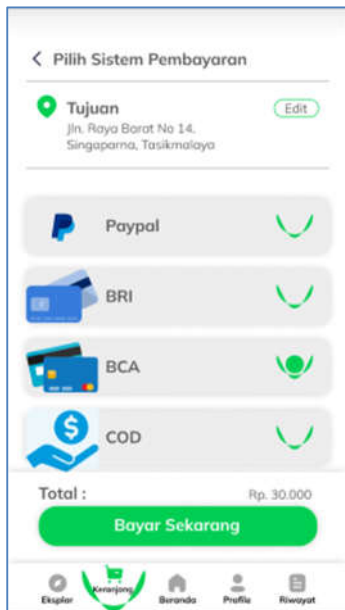 Pilih Sistem Pembayaran
Tujuan
Edit
Jln. Raya Barat No 14.
Singaparna, Tasikmalaya
Paypal
BRI
BCA
COD
Total :
Rp. 30.000
Bayar Sekarang
Eksplor
Keranjang
Beranda
Profile
Riwayat